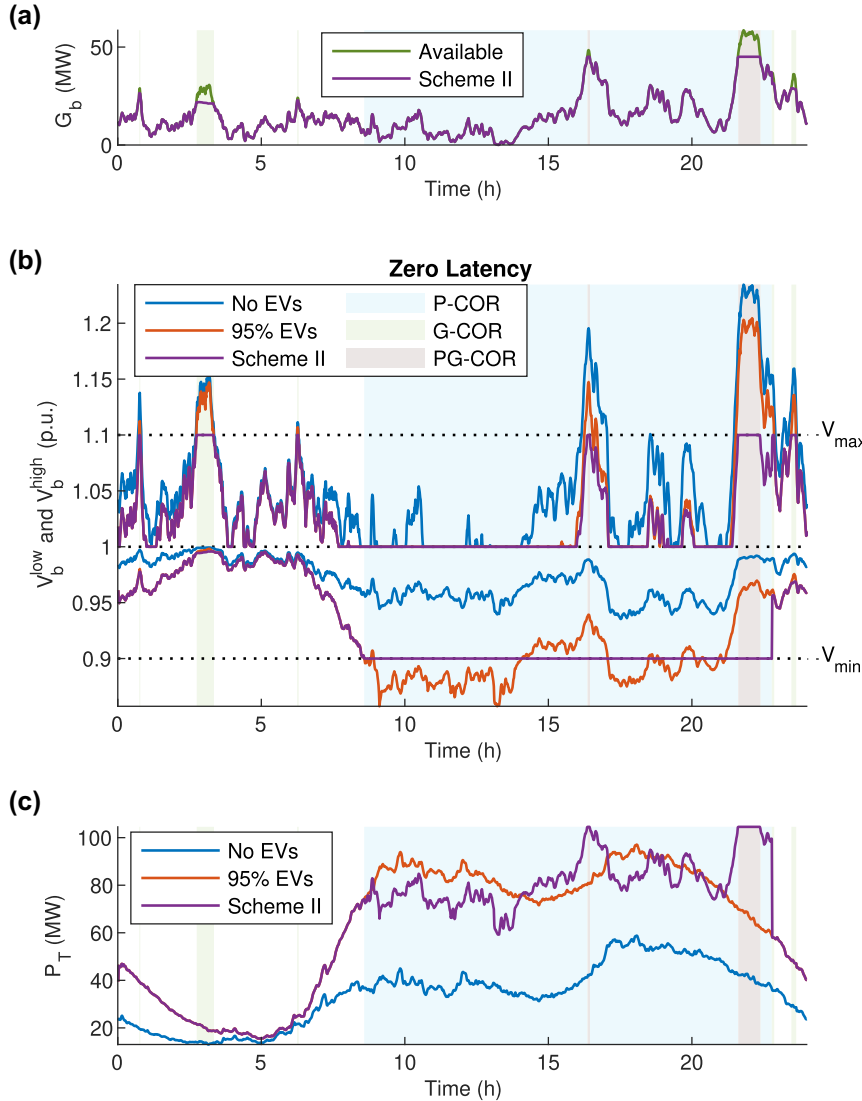 (a)
G_b (MW)
50
0
Available
Scheme II
0 5 10 15 20
Time (h)
(b)
Zero Latency
V_b^low and V_b^high (p.u.)
1.2
1.15
1.1
1.05
1
0.95
0.9
No EVs
95% EVs
Scheme II
P-COR
G-COR
PG-COR
V_max
V_min
0 5 10 15 20
Time (h)
(c)
P_T (MW)
100
80
60
40
20
No EVs
95% EVs
Scheme II
0 5 10 15 20
Time (h)